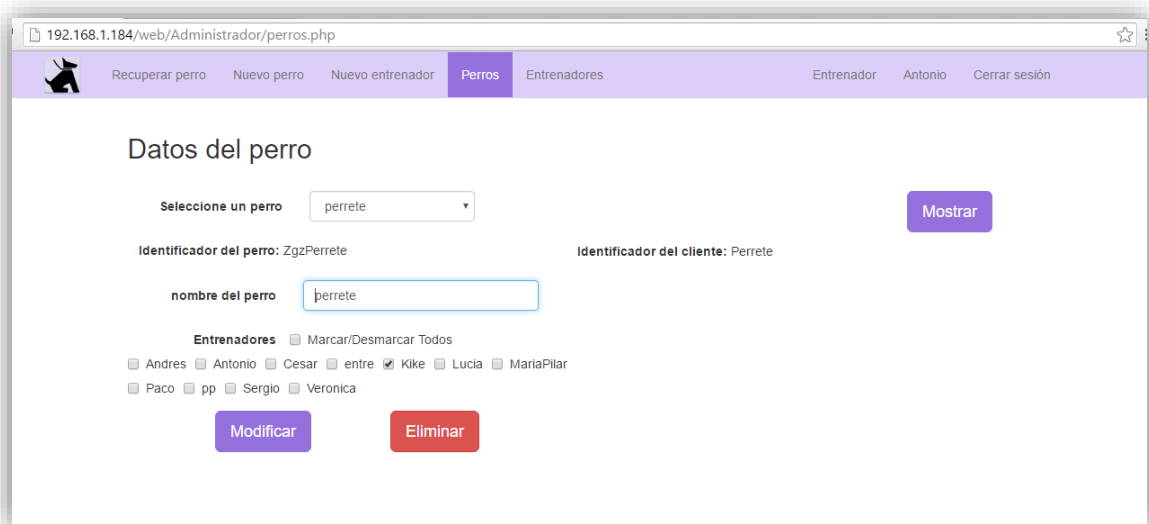 192.168.1.184/web/Administrador/perros.php
Recuperar perro Nuevo perro Nuevo entrenador Perros Entrenadores Entrenador Antonio Cerrar sesión
Datos del perro
Seleccione un perro perrete Mostrar
Identificador del perro: ZgzPerrete Identificador del cliente: Perrete
nombre del perro perrete
Entrenadores Marcar/Desmarcar Todos
Andres Antonio Cesar entre Kike Lucia MariaPilar
Paco pp Sergio Veronica
Modificar Eliminar